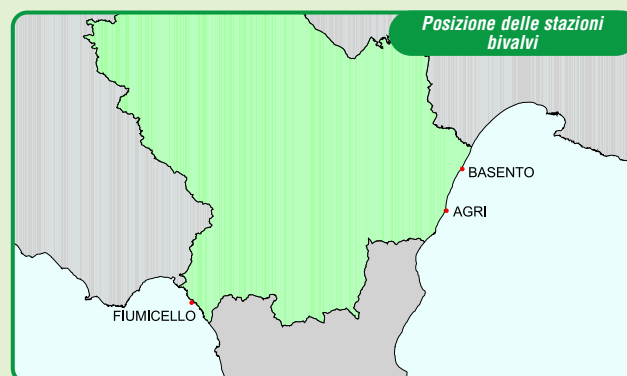 Posizione delle stazioni
bivalvi
BASENTO
AGRI
FIUMICELLO